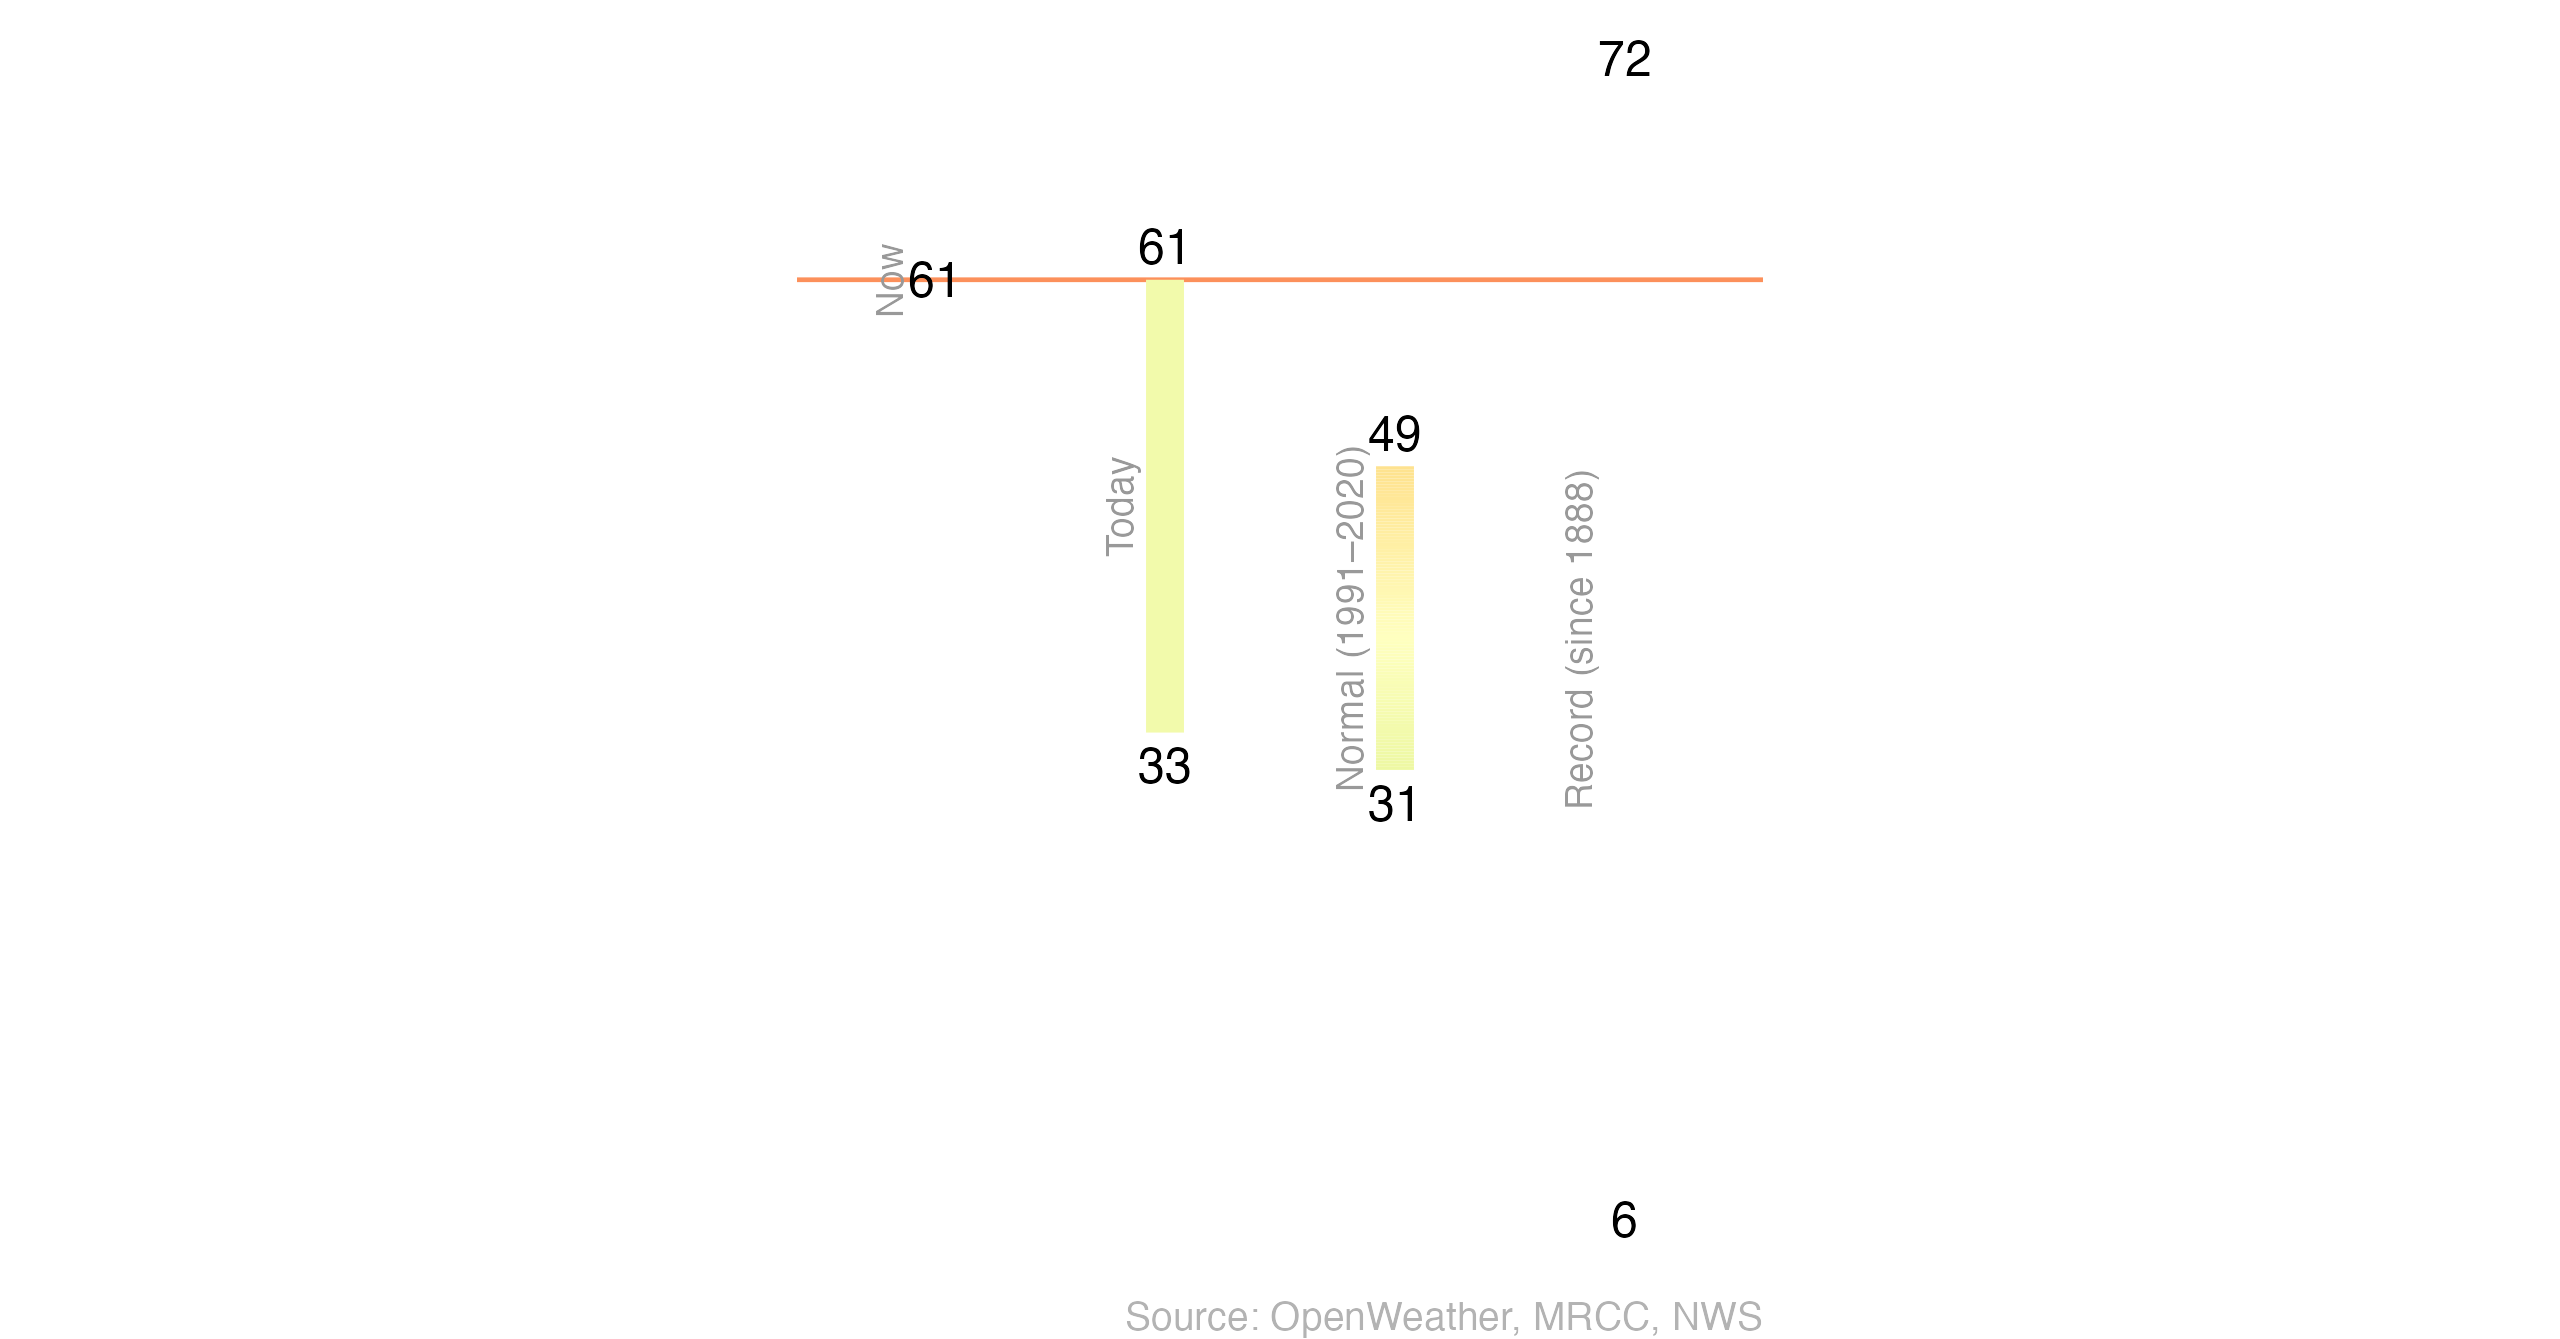 72
61
Now
61
Today
33
49
Normal (1991–2020)
31
Record (since 1888)
6
Source: OpenWeather, MRCC, NWS